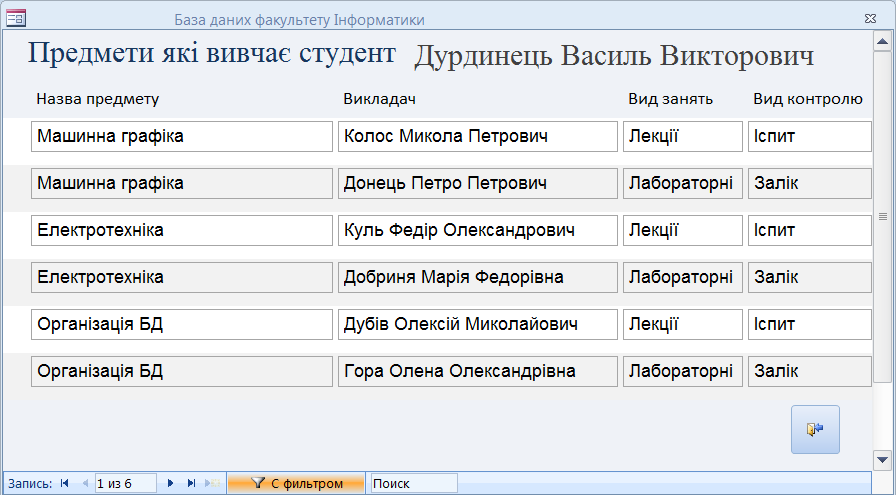 База даних факультету Інформатики
Предмети які вивчає студент Дурдинець Василь Викторович
Назва предмету Викладач Вид занять Вид контролю
Машинна графіка Колос Микола Петрович Лекції Іспит
Машинна графіка Донець Петро Петрович Лабораторні Залік
Електротехніка Куль Федір Олександрович Лекції Іспит
Електротехніка Добриня Марія Федорівна Лабораторні Залік
Організація БД Дубів Олексій Миколайович Лекції Іспит
Організація БД Гора Олена Олександрівна Лабораторні Залік
Запись: 1 из 6 С фильтром Поиск